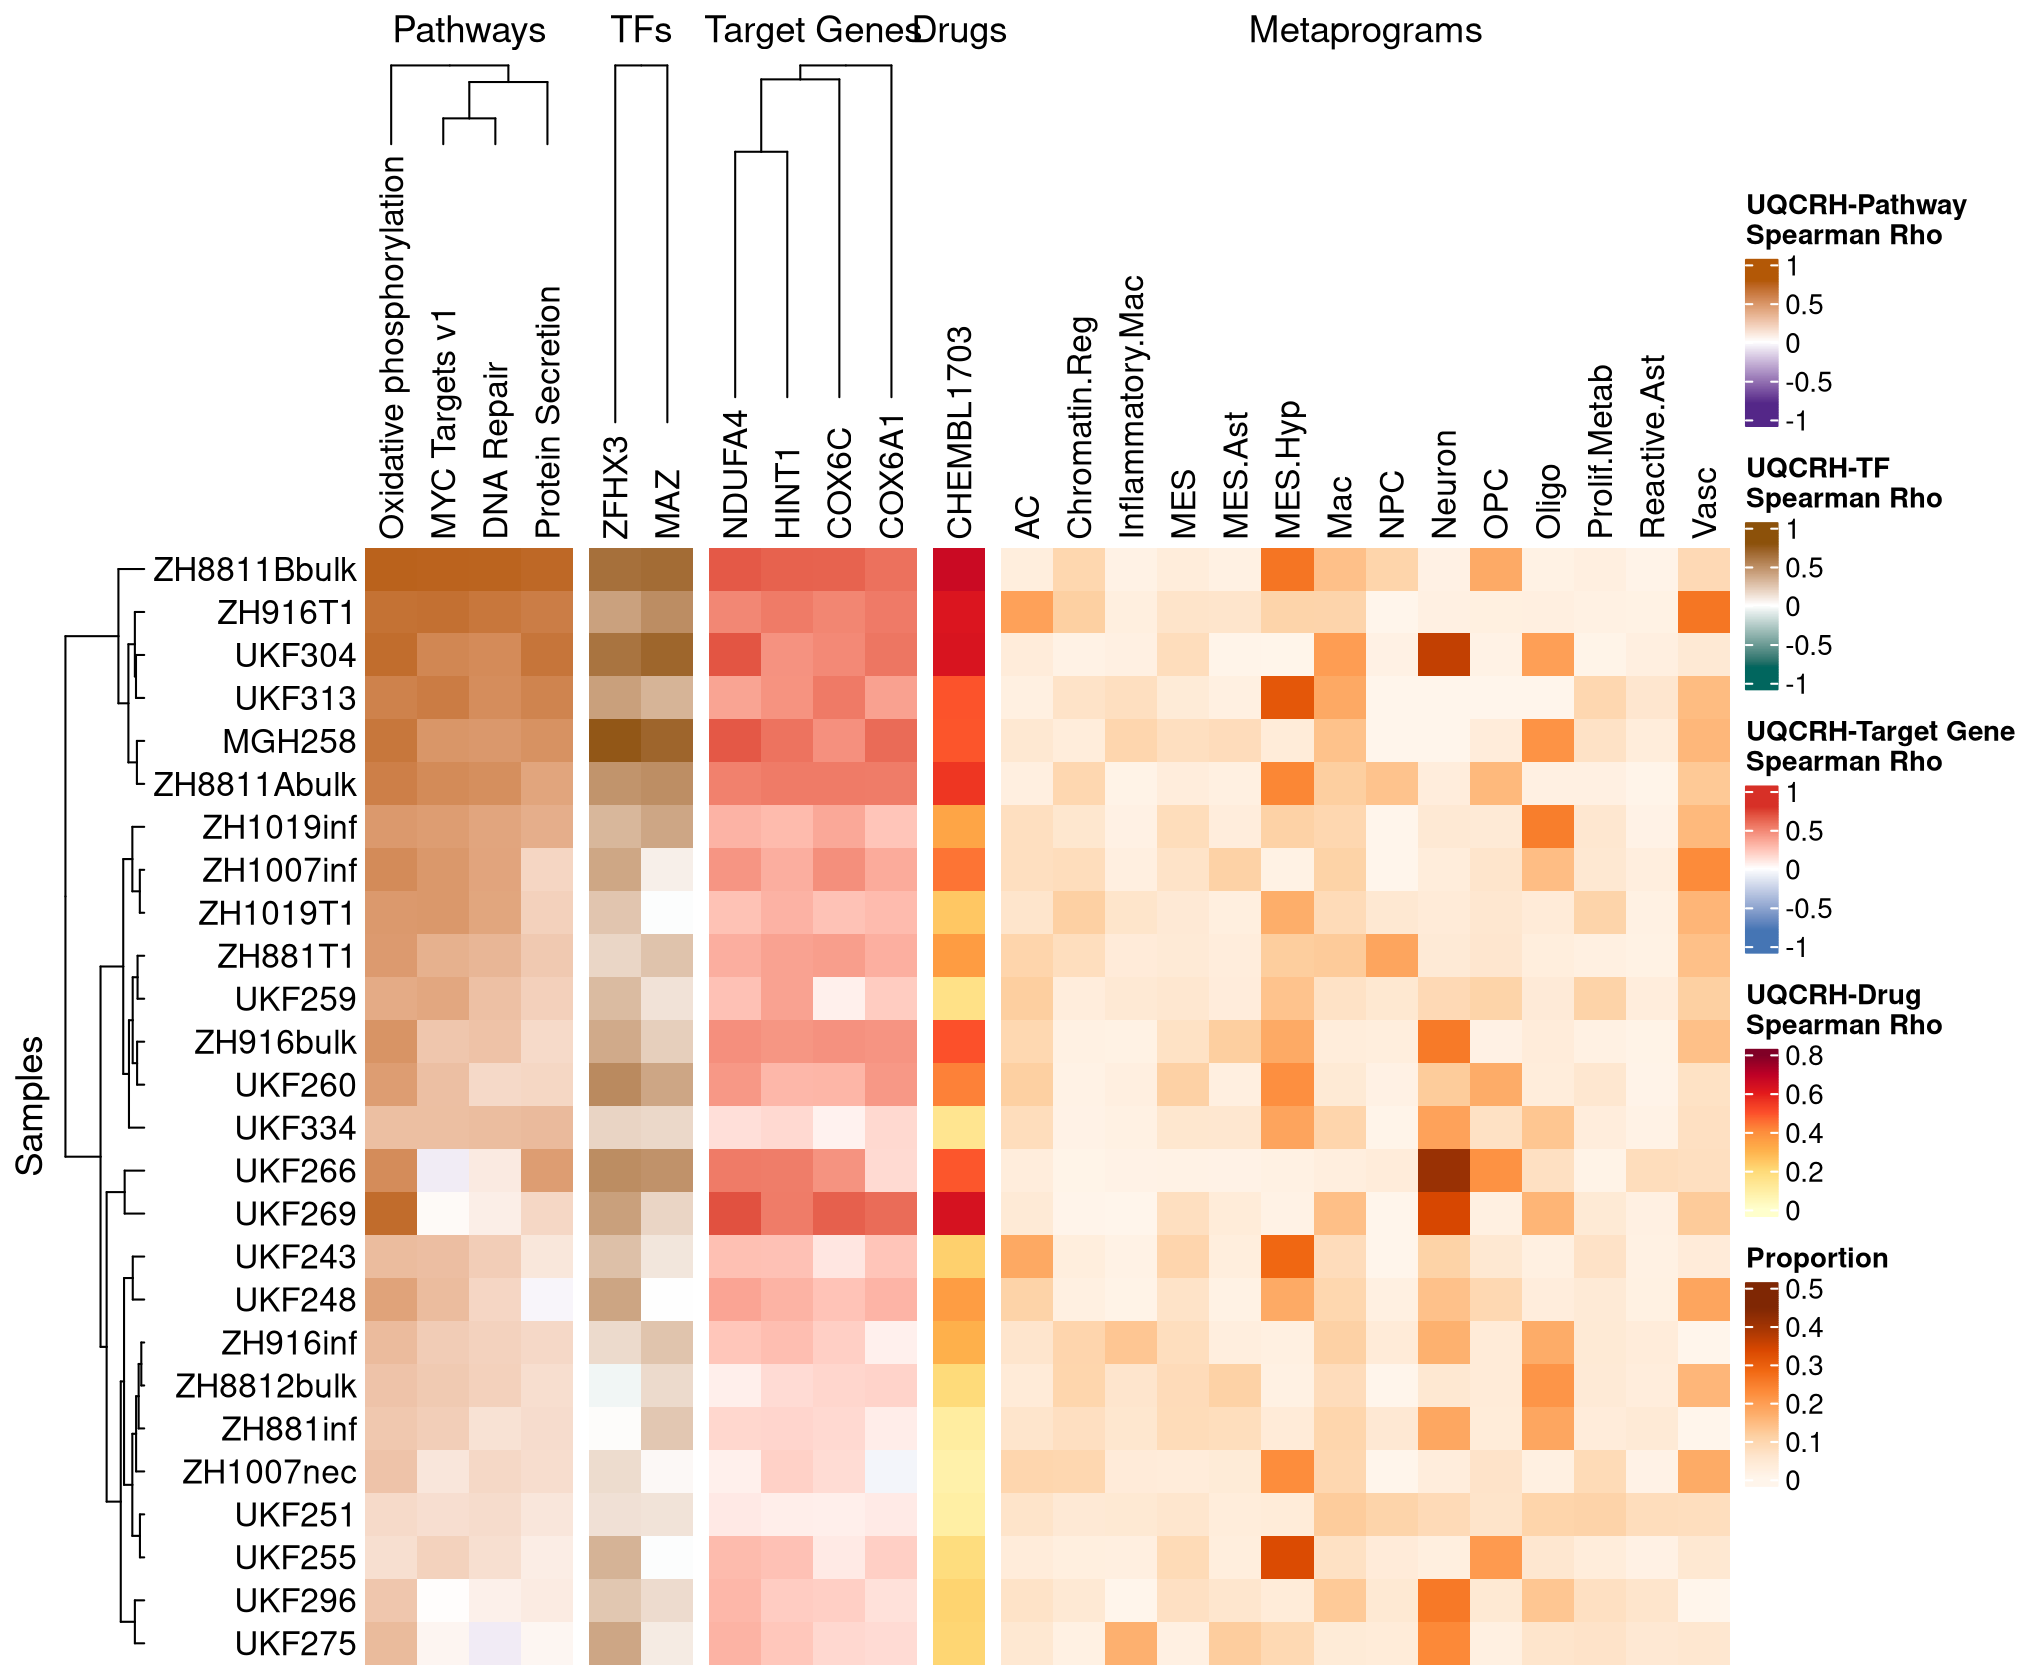 Pathways
TFs
Target Genes
Drugs
Metaprograms
Oxidative phosphorylation
MYC Targets v1
DNA Repair
Protein Secretion
ZFHX3
MAZ
NDUFA4
HINT1
COX6C
COX6A1
CHEMBL1703
AC
Chromatin.Reg
Inflammatory.Mac
MES
MES.Ast
MES.Hyp
Mac
NPC
Neuron
OPC
Oligo
Prolif.Metab
Reactive.Ast
Vasc
Samples
ZH8811Bbulk
ZH916T1
UKF304
UKF313
MGH258
ZH8811Abulk
ZH1019inf
ZH1007inf
ZH1019T1
ZH881T1
UKF259
ZH916bulk
UKF260
UKF334
UKF266
UKF269
UKF243
UKF248
ZH916inf
ZH8812bulk
ZH881inf
ZH1007nec
UKF251
UKF255
UKF296
UKF275
UQCRH-Pathway
Spearman Rho
1
0.5
0
-0.5
-1
UQCRH-TF
Spearman Rho
1
0.5
0
-0.5
-1
UQCRH-Target Gene
Spearman Rho
1
0.5
0
-0.5
-1
UQCRH-Drug
Spearman Rho
0.8
0.6
0.4
0.2
0
Proportion
0.5
0.4
0.3
0.2
0.1
0